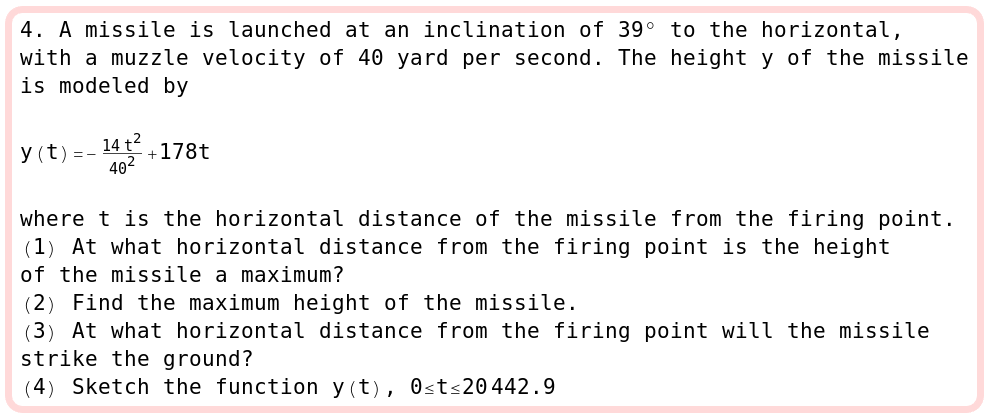 4. A missile is launched at an inclination of 39° to the horizontal,
with a muzzle velocity of 40 yard per second. The height y of the missile
is modeled by
y(t)=-\frac{14 t^2}{40^2}+178t
where t is the horizontal distance of the missile from the firing point.
(1) At what horizontal distance from the firing point is the height
of the missile a maximum?
(2) Find the maximum height of the missile.
(3) At what horizontal distance from the firing point will the missile
strike the ground?
(4) Sketch the function y(t), 0≤t≤20442.9